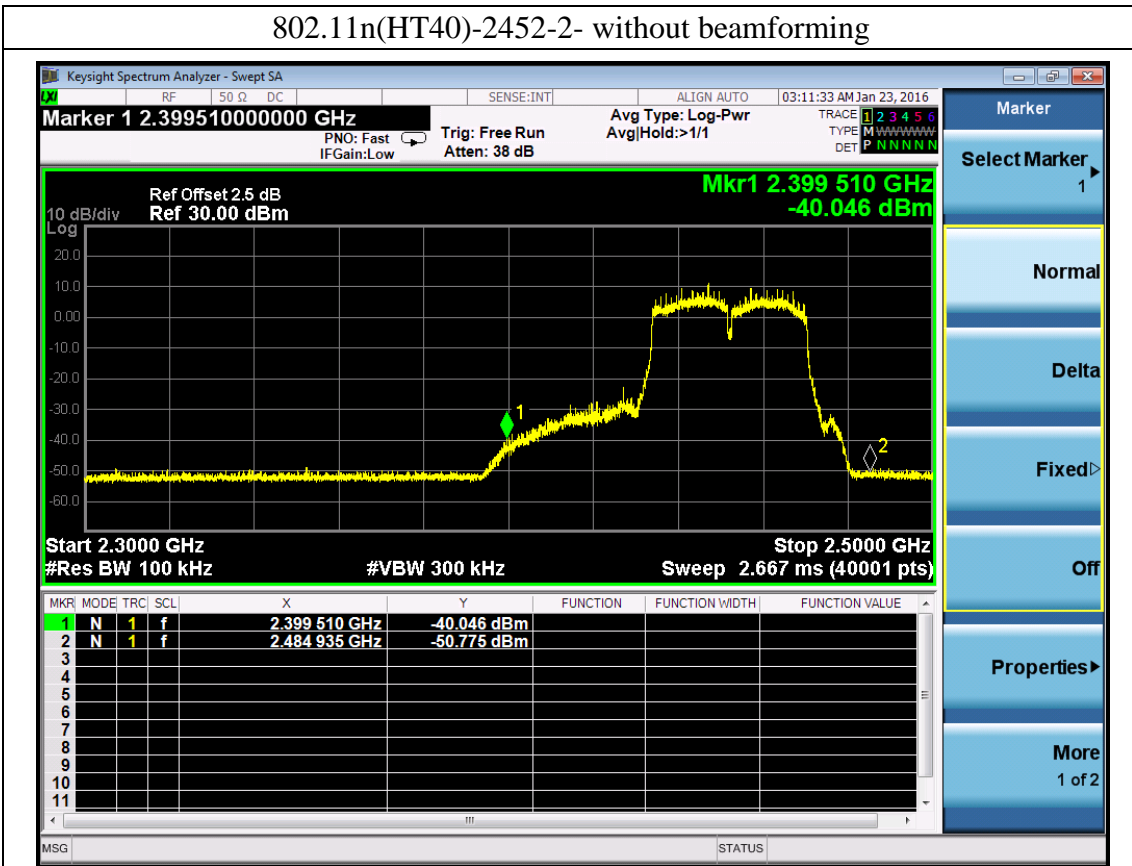 802.11n(HT40)-2452-2- without beamforming
Keysight Spectrum Analyzer - Swept SA
LXI RF 50 Ω DC SENSE:INT ALIGN AUTO 03:11:33 AM Jan 23, 2016
Marker 1 2.399510000000 GHz
PNO: Fast
IFGain:Low
Trig: Free Run
Atten: 38 dB
Avg Type: Log-Pwr
Avg|Hold:>1/1
TRACE 1 2 3 4 5 6
TYPE M WWWWW
DET P N N N N N
Mkr1 2.399 510 GHz
-40.046 dBm
Ref Offset 2.5 dB
10 dB/div Ref 30.00 dBm
Log
20.0
10.0
0.00
-10.0
-20.0
-30.0
-40.0
-50.0
-60.0
1
2
Start 2.3000 GHz Stop 2.5000 GHz
#Res BW 100 kHz #VBW 300 kHz Sweep 2.667 ms (40001 pts)
MKR MODE TRC SCL X Y FUNCTION FUNCTION WIDTH FUNCTION VALUE
1 N 1 f 2.399 510 GHz -40.046 dBm
2 N 1 f 2.484 935 GHz -50.775 dBm
3
4
5
6
7
8
9
10
11
MSG STATUS
Marker
Select Marker
1
Normal
Delta
Fixed
Off
Properties
More
1 of 2